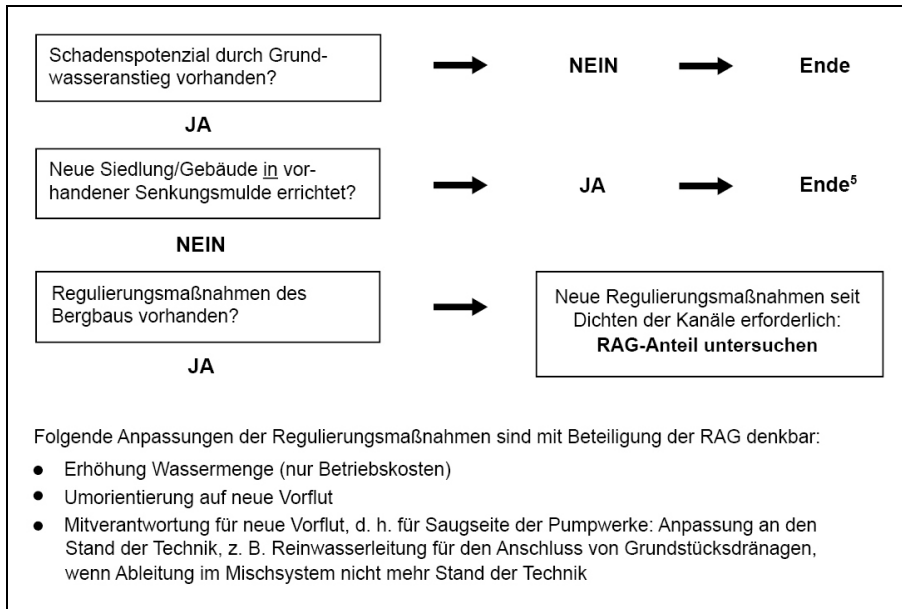 Schadenspotenzial durch Grund-
wasseranstieg vorhanden?
NEIN
Ende
JA
Neue Siedlung/Gebäude in vor-
handener Senkungsmulde errichtet?
JA
Ende⁵
NEIN
Regulierungsmaßnahmen des
Bergbaus vorhanden?
Neue Regulierungsmaßnahmen seit
Dichten der Kanäle erforderlich:
RAG-Anteil untersuchen
JA
Folgende Anpassungen der Regulierungsmaßnahmen sind mit Beteiligung der RAG denkbar:
● Erhöhung Wassermenge (nur Betriebskosten)
● Umorientierung auf neue Vorflut
● Mitverantwortung für neue Vorflut, d. h. für Saugseite der Pumpwerke: Anpassung an den
Stand der Technik, z. B. Reinwasserleitung für den Anschluss von Grundstücksdränagen,
wenn Ableitung im Mischsystem nicht mehr Stand der Technik